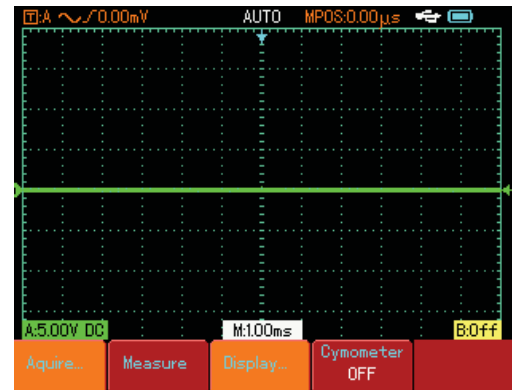 T:A 0.00mV AUTO MPOS:0.00µs
A:5.00V DC M:1.00ms B:Off
Aquire... Measure Display... Cymometer
OFF